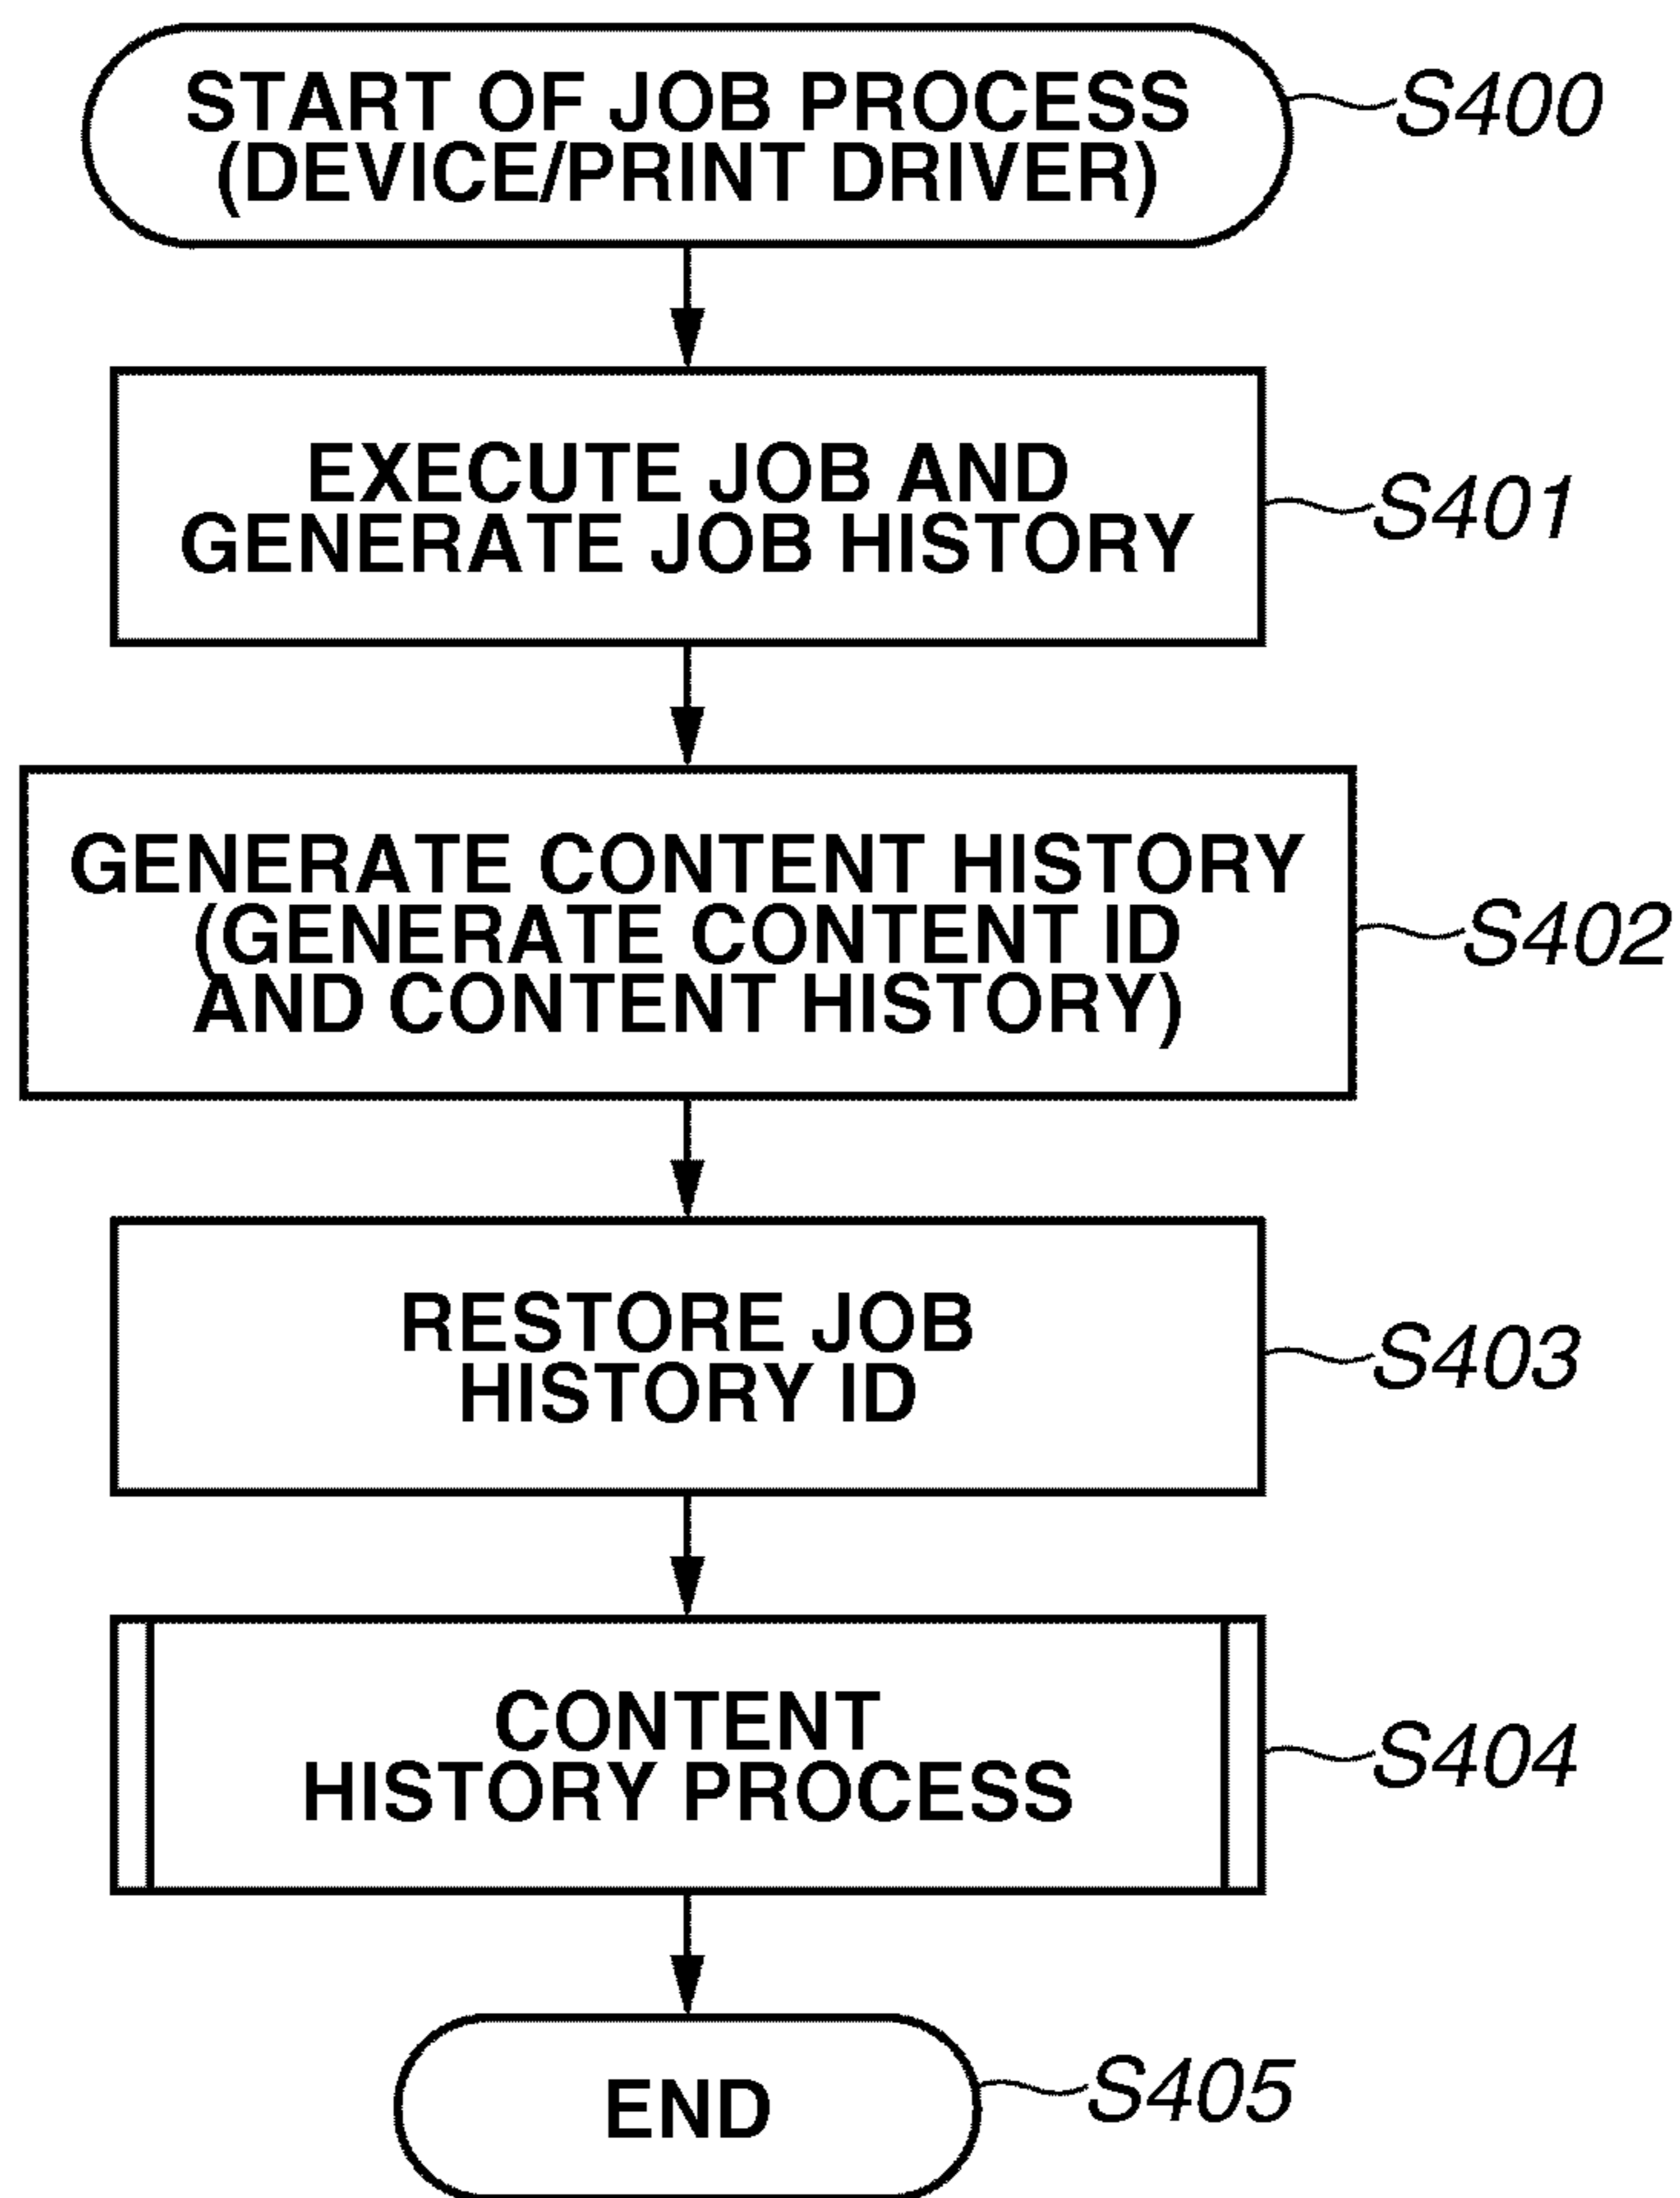 START OF JOB PROCESS
(DEVICE/PRINT DRIVER)
S400
EXECUTE JOB AND
GENERATE JOB HISTORY
S401
GENERATE CONTENT HISTORY
(GENERATE CONTENT ID
AND CONTENT HISTORY)
S402
RESTORE JOB
HISTORY ID
S403
CONTENT
HISTORY PROCESS
S404
END
S405